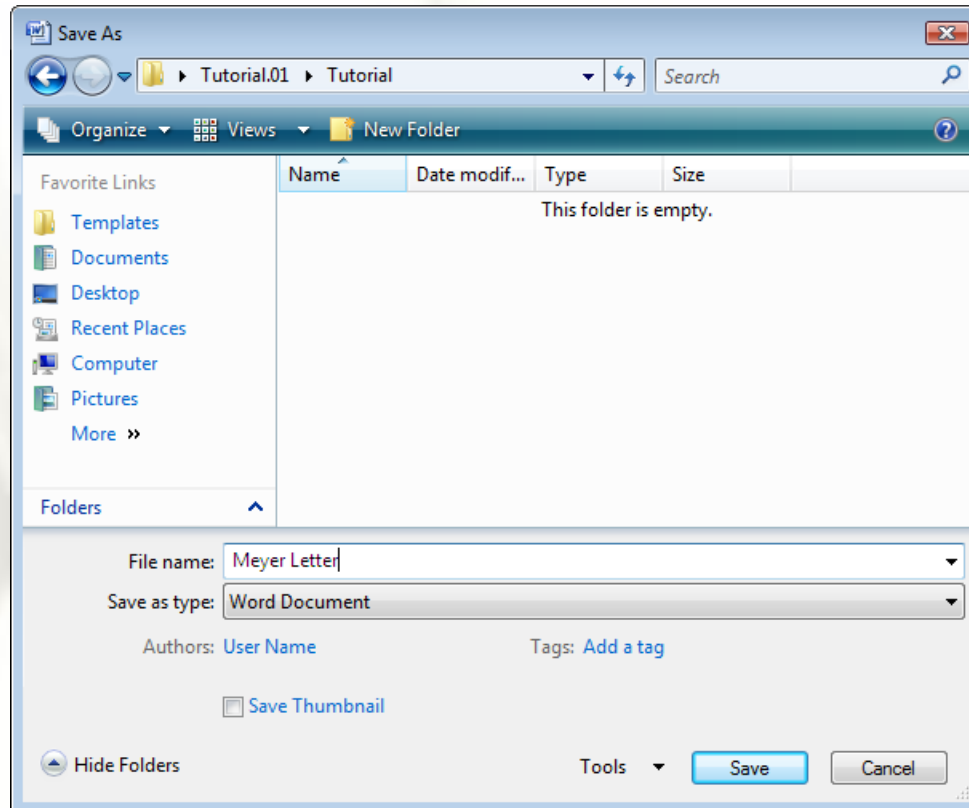 Save As
Tutorial.01 Tutorial Search
Organize Views New Folder
Favorite Links
Templates
Documents
Desktop
Recent Places
Computer
Pictures
More »
Folders
Name Date modif... Type Size
This folder is empty.
File name: Meyer Letter
Save as type: Word Document
Authors: User Name Tags: Add a tag
Save Thumbnail
Hide Folders Tools Save Cancel